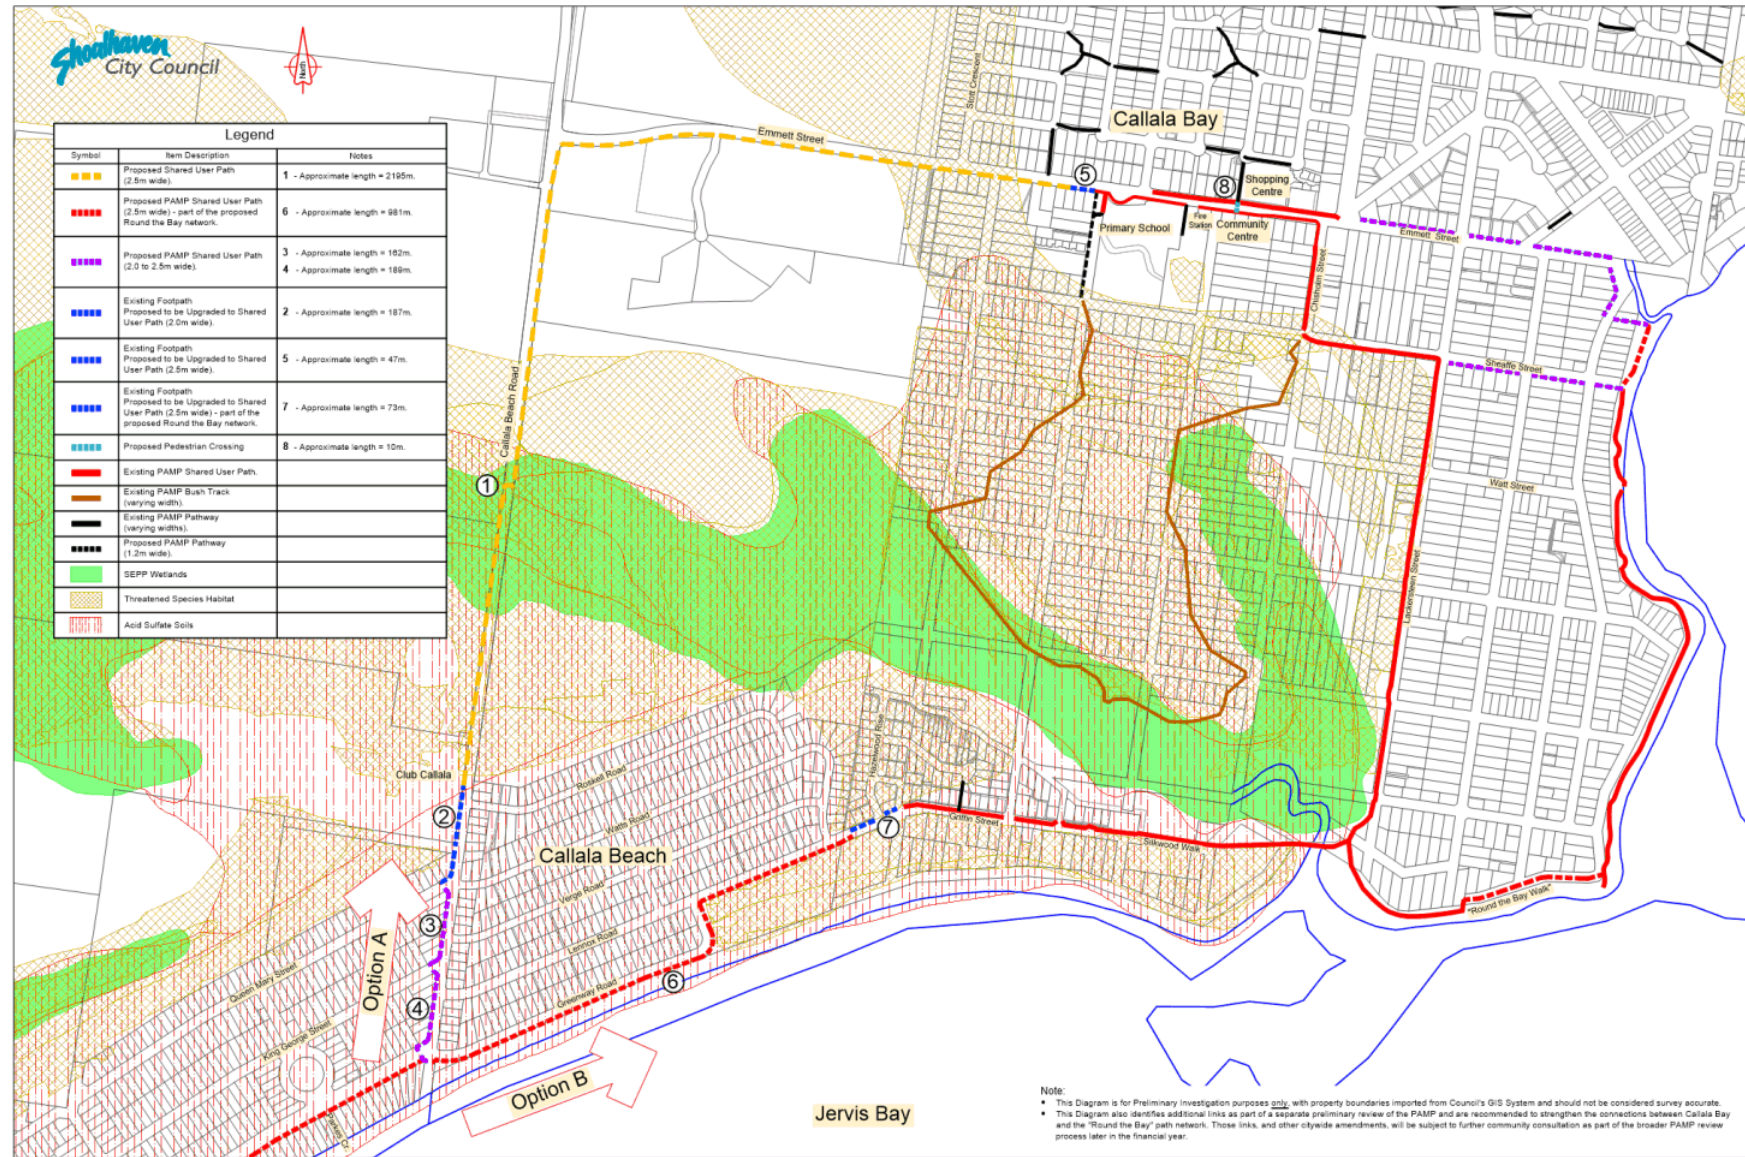 Shoalhaven
City Council
North
Legend
Symbol
Item Description
Notes
Proposed Shared User Path
(2.5m wide).
1 - Approximate length = 2195m.
Proposed PAMP Shared User Path
(2.5m wide) - part of the proposed
Round the Bay network.
6 - Approximate length = 981m.
Proposed PAMP Shared User Path
(2.0 to 2.5m wide).
3 - Approximate length = 162m.
4 - Approximate length = 189m.
Existing Footpath
Proposed to be Upgraded to Shared
User Path (2.0m wide).
2 - Approximate length = 187m.
Existing Footpath
Proposed to be Upgraded to Shared
User Path (2.5m wide).
5 - Approximate length = 47m.
Existing Footpath
Proposed to be Upgraded to Shared
User Path (2.5m wide) - part of the
proposed Round the Bay network.
7 - Approximate length = 73m.
Proposed Pedestrian Crossing
8 - Approximate length = 10m.
Existing PAMP Shared User Path.
Existing PAMP Bush Track
(varying width).
Existing PAMP Pathway
(varying widths).
Proposed PAMP Pathway
(1.2m wide).
SEPP Wetlands
Threatened Species Habitat
Acid Sulfate Soils
Stott Crescent
Callala Bay
Emmett Street
5
8
Shopping
Centre
Primary School
Fire
Station
Community
Centre
Emmett Street
Chisholm Street
Sheaffe Street
Callala Beach Road
1
Watt Street
Lackersteen Street
Club Callala
Hazelwood Rise
Roskell Road
2
Watts Road
7
Griffin Street
Silkwood Walk
Callala Beach
Verge Road
"Round the Bay Walk"
3
Lennox Road
Option A
Queen Mary Street
6
Greenway Road
4
King George Street
Option B
Parkes Cr
Jervis Bay
Note:
• This Diagram is for Preliminary Investigation purposes only, with property boundaries imported from Council's GIS System and should not be considered survey accurate.
• This Diagram also identifies additional links as part of a separate preliminary review of the PAMP and are recommended to strengthen the connections between Callala Bay
and the "Round the Bay" path network. Those links, and other citywide amendments, will be subject to further community consultation as part of the broader PAMP review
process later in the financial year.